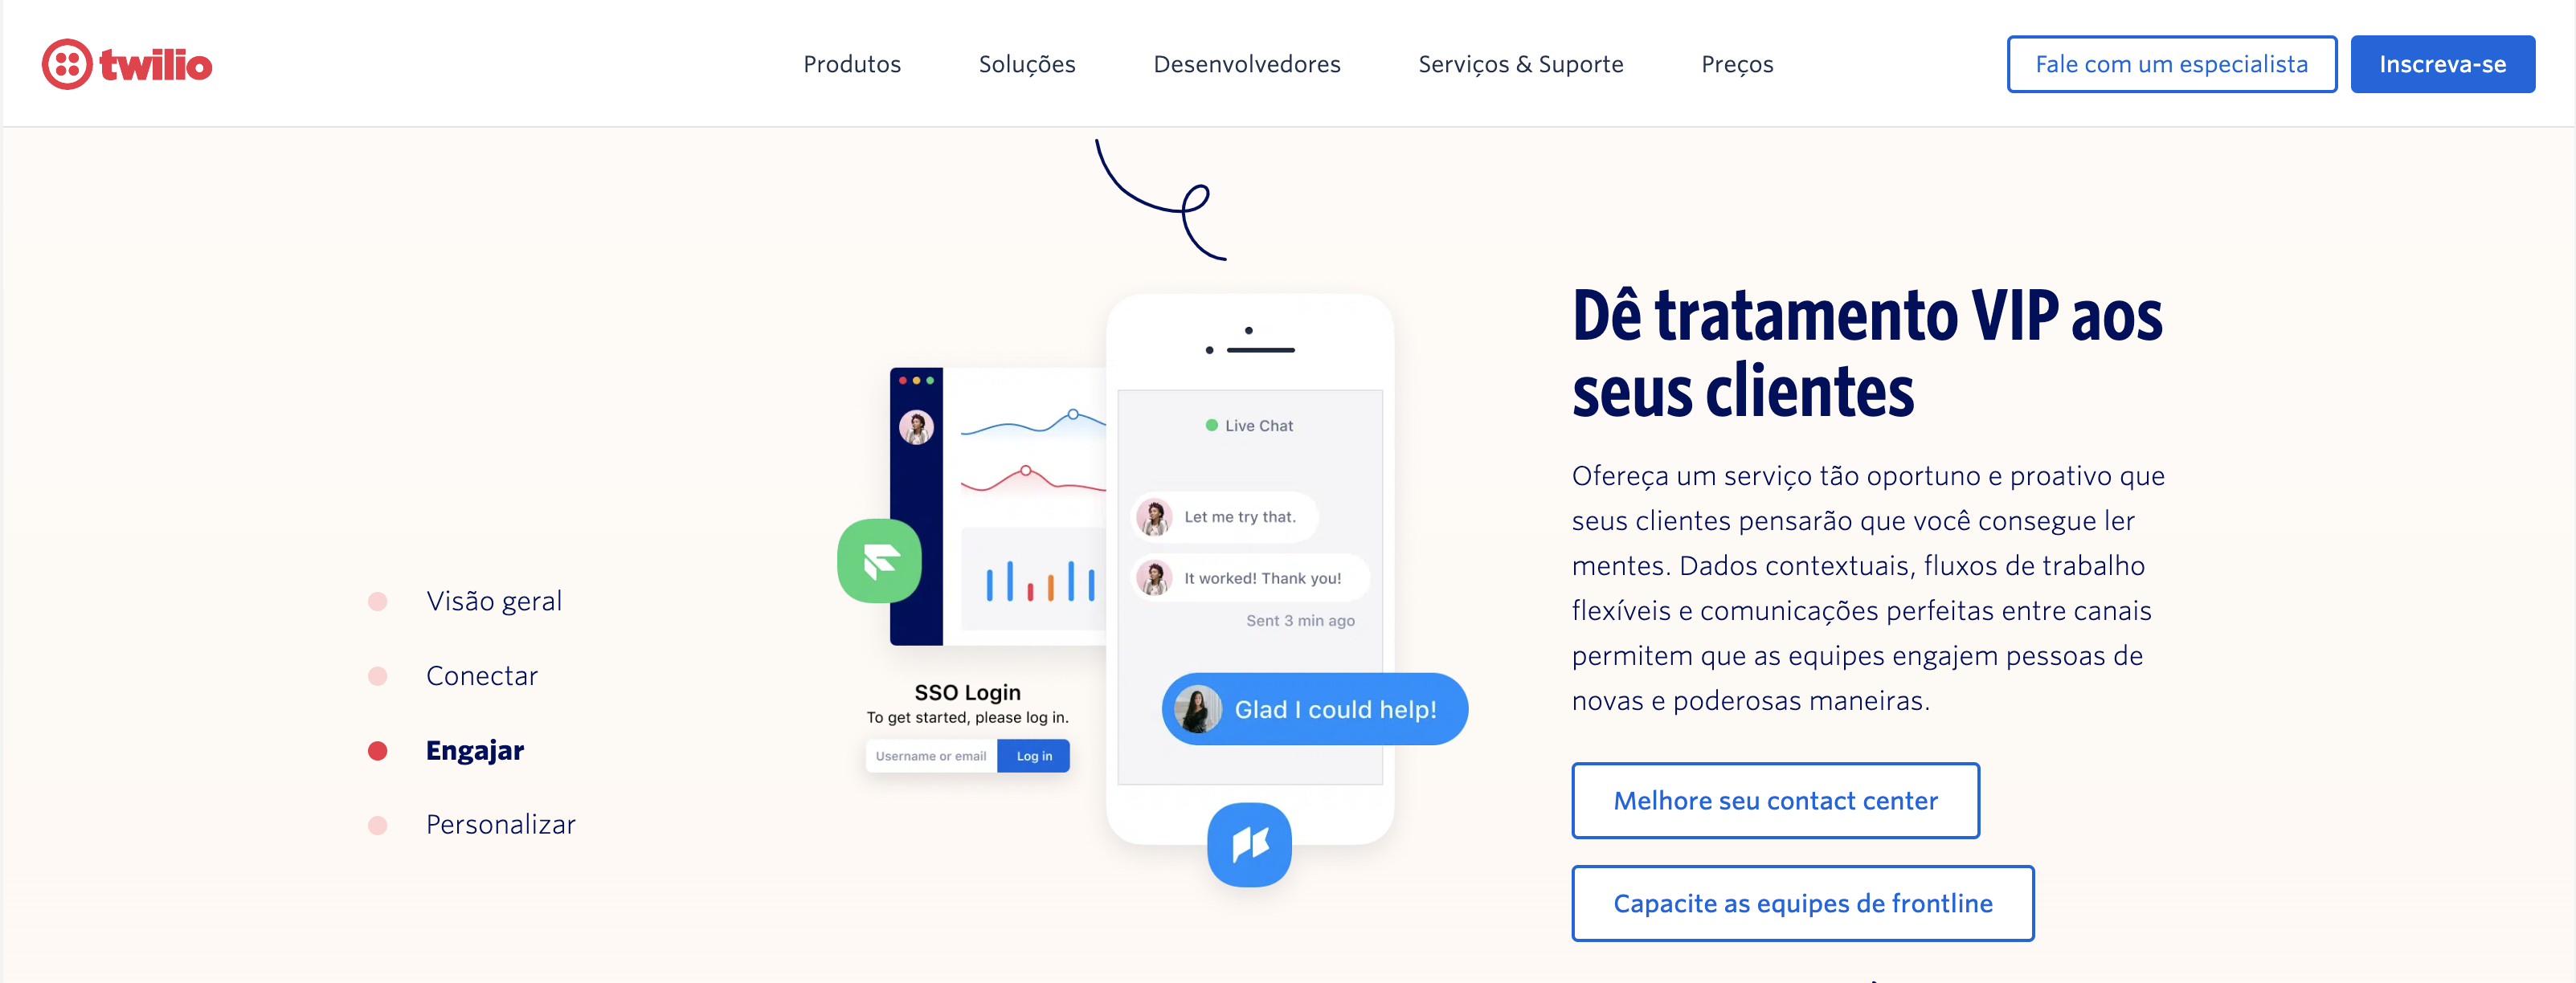 twilio
Produtos
Soluções
Desenvolvedores
Serviços & Suporte
Preços
Fale com um especialista
Inscreva-se
Visão geral
Conectar
Engajar
Personalizar
Live Chat
Let me try that.
It worked! Thank you!
Sent 3 min ago
Glad I could help!
SSO Login
To get started, please log in.
Username or email
Log in
Dê tratamento VIP aos
seus clientes
Ofereça um serviço tão oportuno e proativo que
seus clientes pensarão que você consegue ler
mentes. Dados contextuais, fluxos de trabalho
flexíveis e comunicações perfeitas entre canais
permitem que as equipes engajem pessoas de
novas e poderosas maneiras.
Melhore seu contact center
Capacite as equipes de frontline